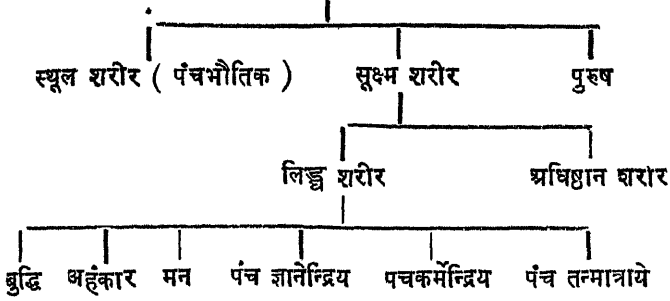 स्थूल शरीर ( पंचभौतिक ) सूक्ष्म शरीर पुरुष
लिङ्ग शरीर अधिष्ठान शरीर
बुद्धि अहंकार मन पंच ज्ञानेन्द्रिय पचकर्मेन्द्रिय पंच तन्मात्राये